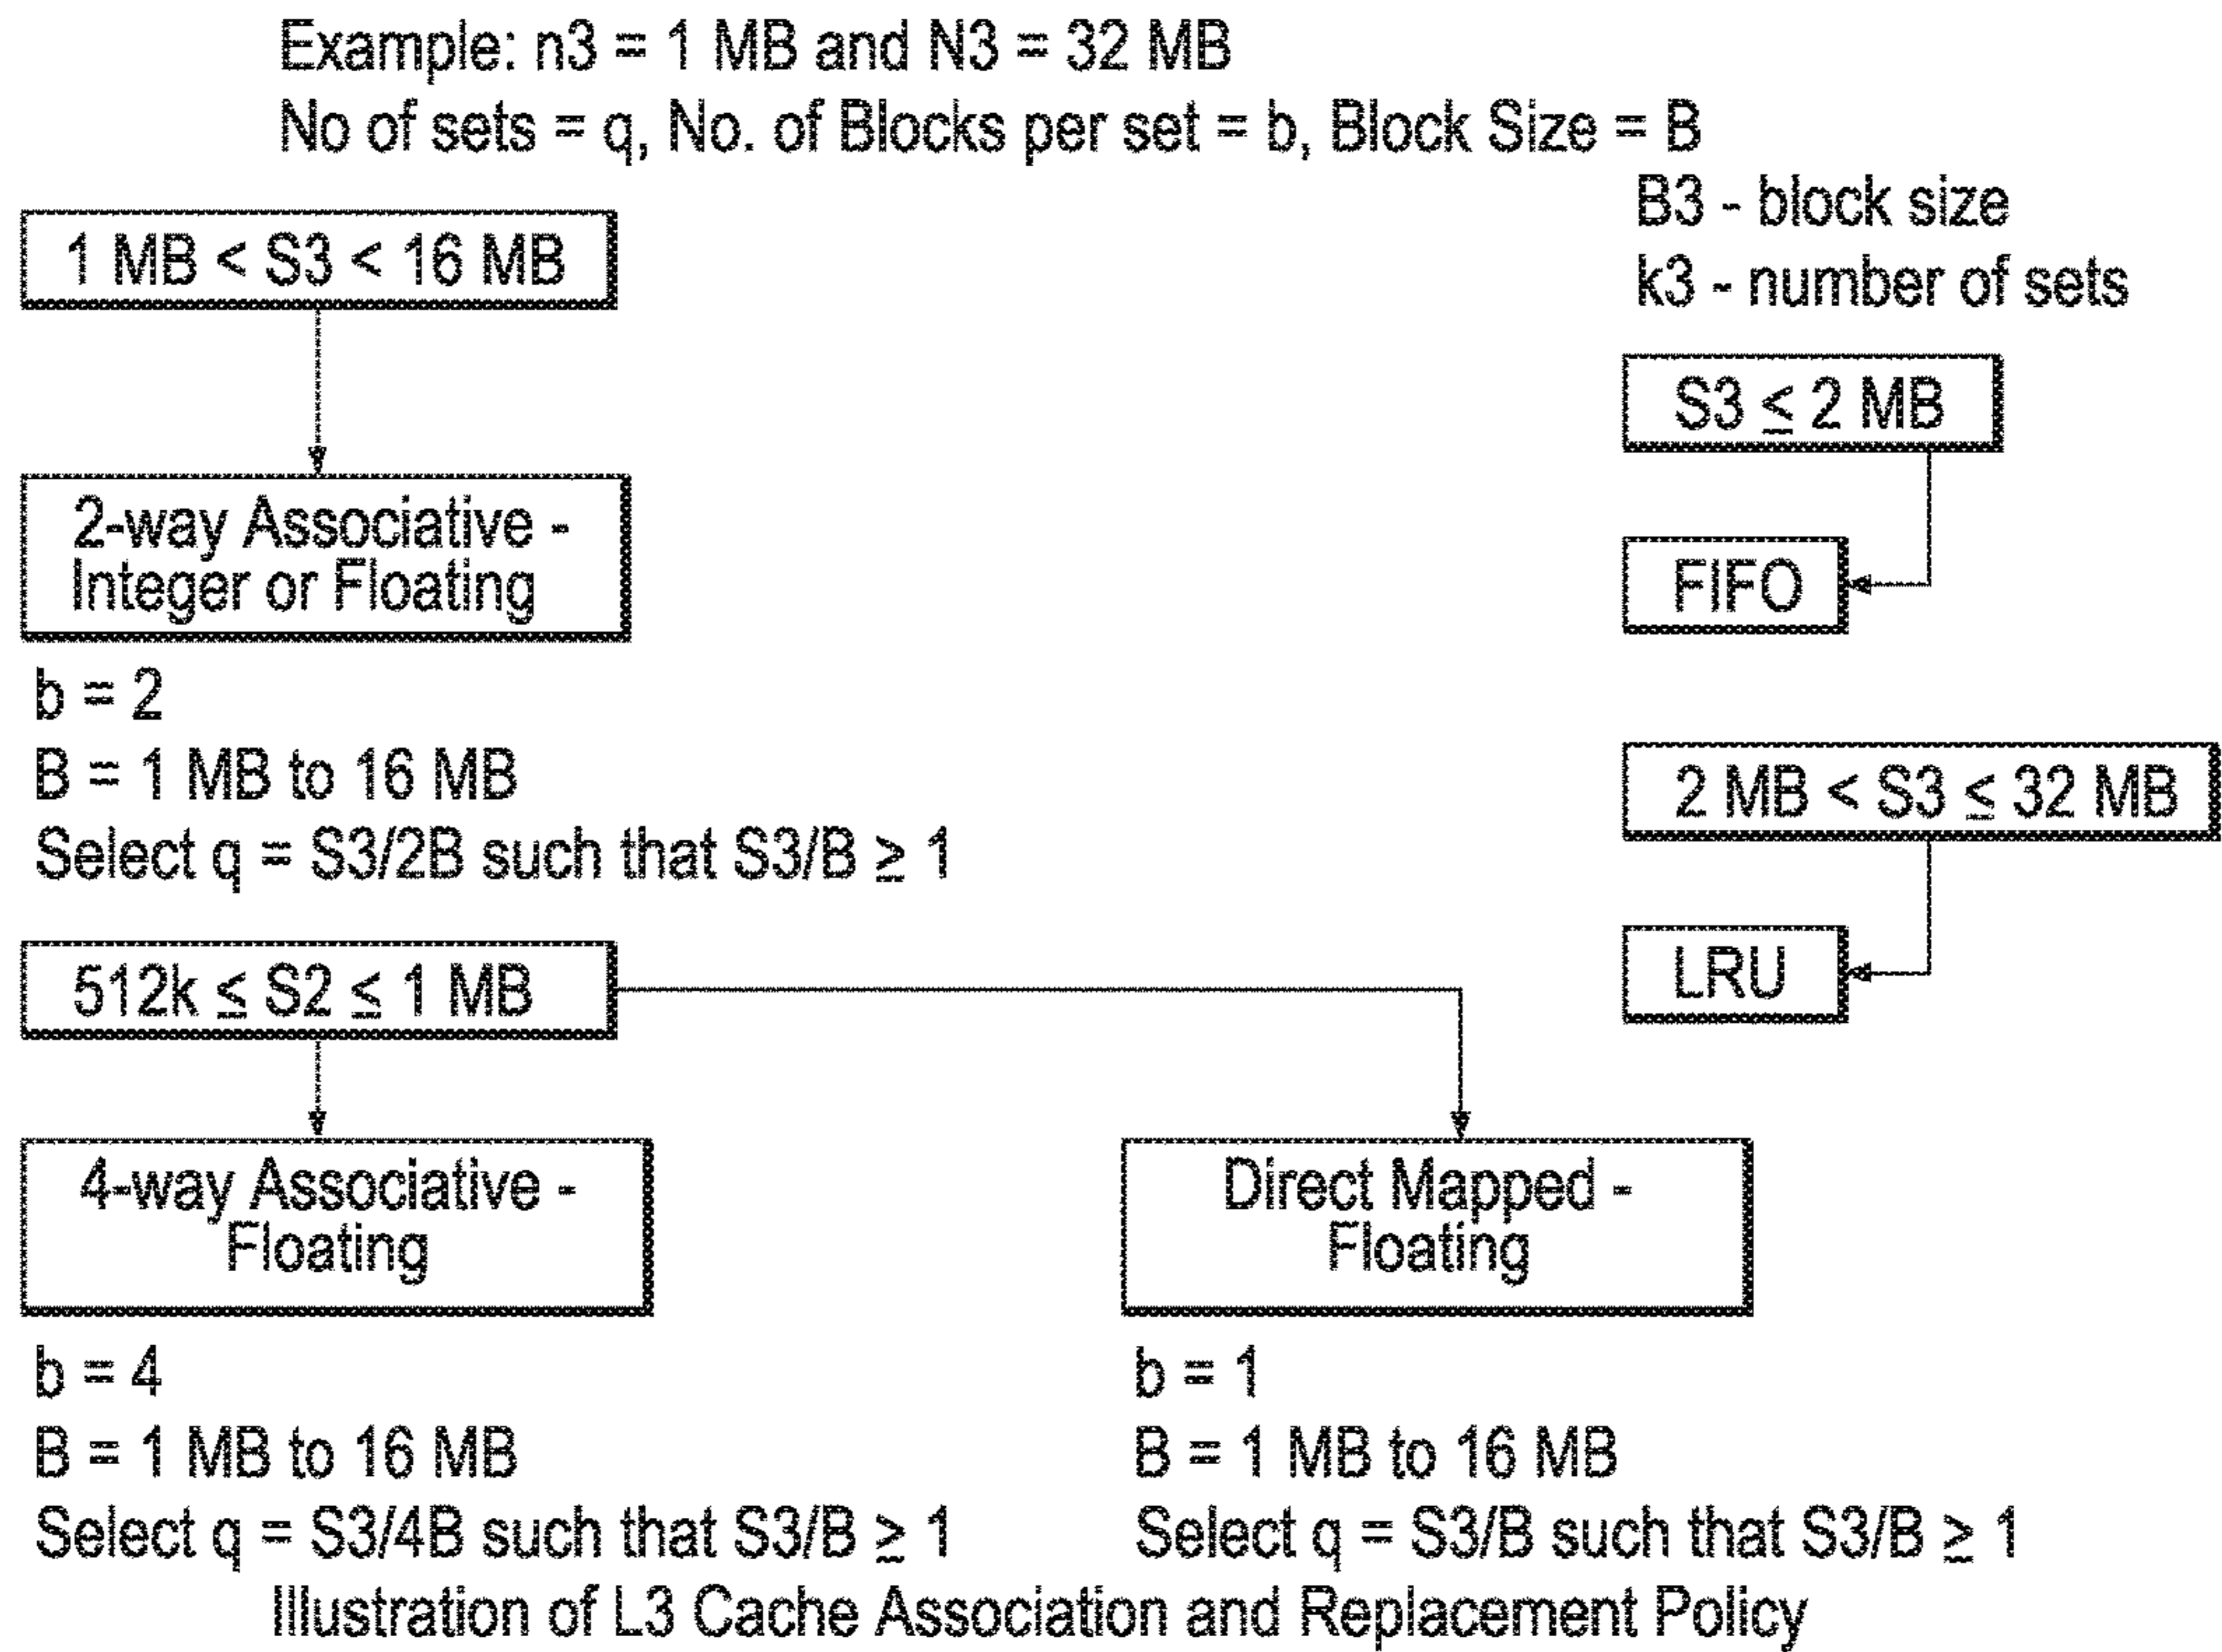 Example: n3 = 1 MB and N3 = 32 MB
No of sets = q, No. of Blocks per set = b, Block Size = B
B3 - block size
k3 - number of sets
1 MB < S3 < 16 MB
S3 ≤ 2 MB
2-way Associative -
Integer or Floating
FIFO
b = 2
B = 1 MB to 16 MB
Select q = S3/2B such that S3/B ≥ 1
2 MB < S3 ≤ 32 MB
LRU
512k ≤ S2 ≤ 1 MB
4-way Associative -
Floating
Direct Mapped -
Floating
b = 4
B = 1 MB to 16 MB
Select q = S3/4B such that S3/B ≥ 1
b = 1
B = 1 MB to 16 MB
Select q = S3/B such that S3/B ≥ 1
Illustration of L3 Cache Association and Replacement Policy